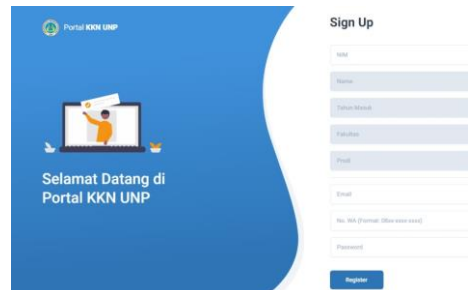 Portal KKN UNP
Selamat Datang di
Portal KKN UNP
Sign Up
NIM
Nama
Tahun Masuk
Fakultas
Prodi
Email
No. WA (Format: 08xx-xxxx-xxxx)
Password
Register